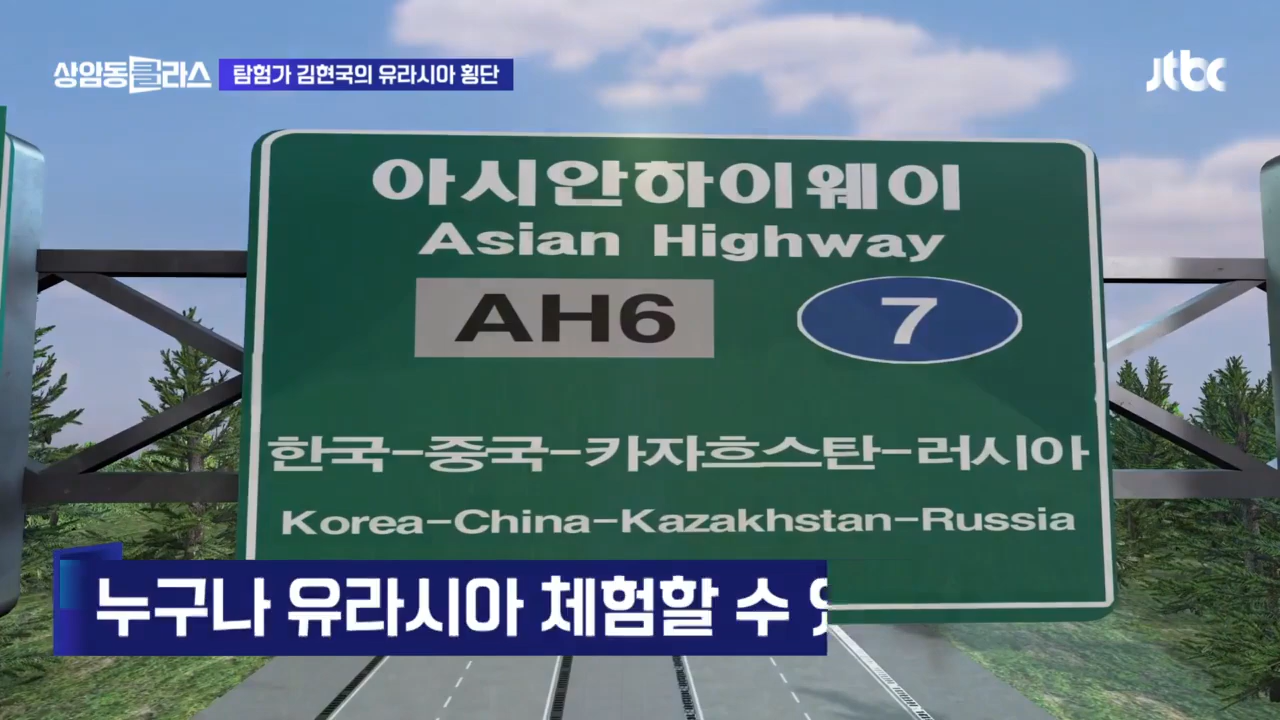 상암동클라스 탐험가 김현국의 유라시아 횡단
jtbc
아시안하이웨이
Asian Highway
AH6 7
한국-중국-카자흐스탄-러시아
Korea-China-Kazakhstan-Russia
누구나 유라시아 체험할 수